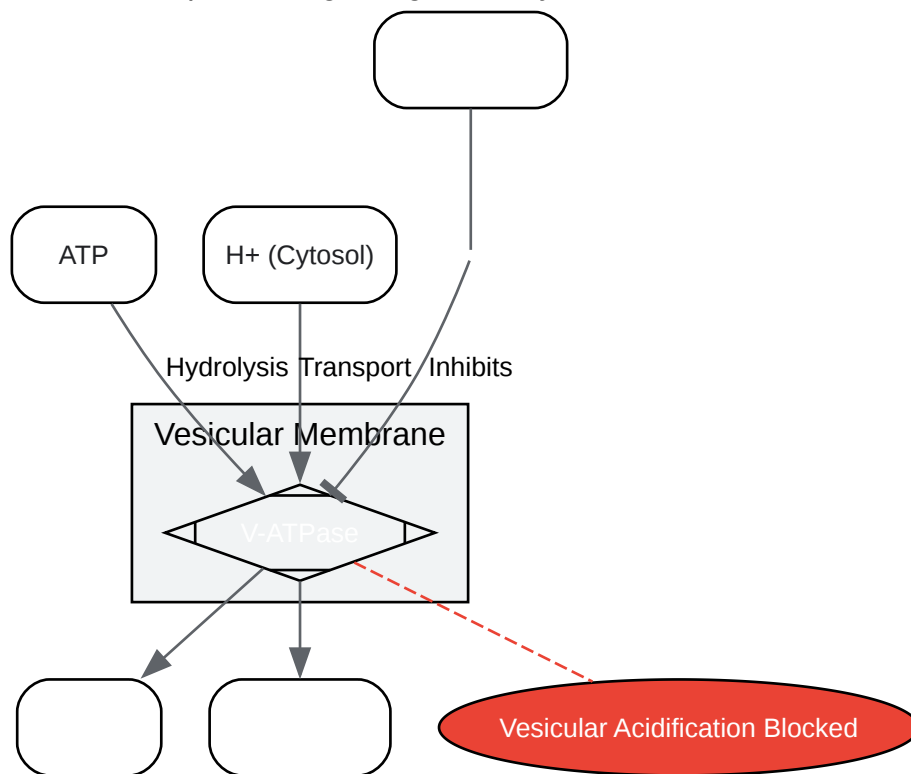 ATP
H+ (Cytosol)
Hydrolysis
Transport
Inhibits
Vesicular Membrane
V-ATPase
Vesicular Acidification Blocked